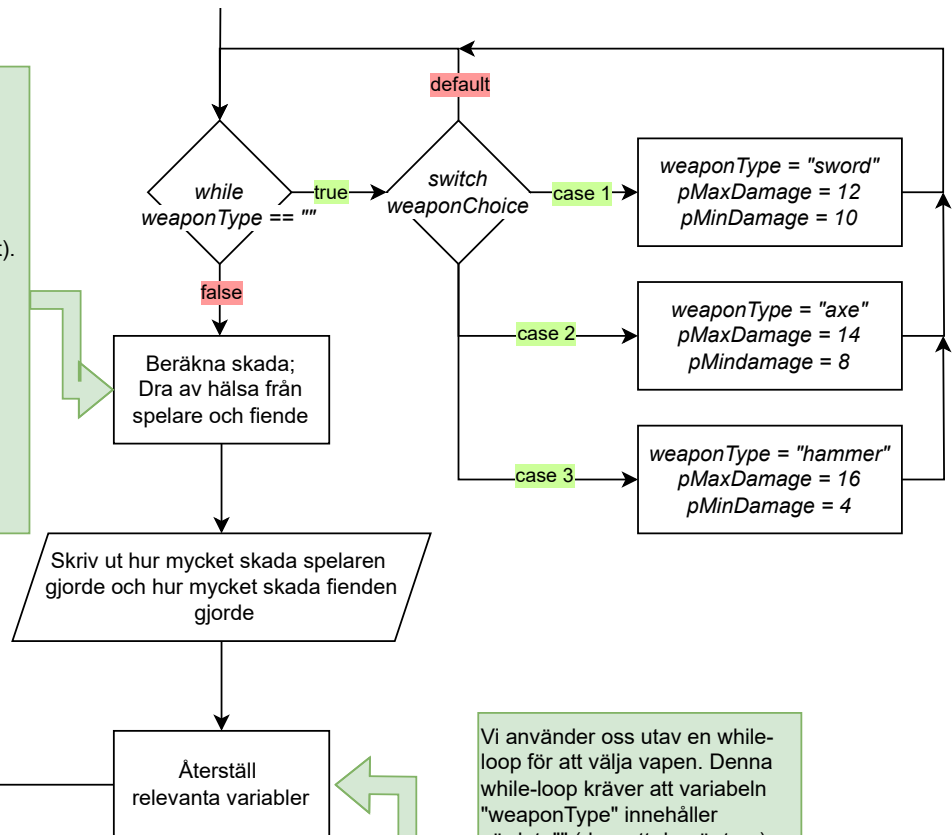 default
while
weaponType == ""
true
switch
weaponChoice
case 1
weaponType = "sword"
pMaxDamage = 12
pMinDamage = 10
t).
false
case 2
weaponType = "axe"
pMaxDamage = 14
pMindamage = 8
Beräkna skada;
Dra av hälsa från
spelare och fiende
case 3
weaponType = "hammer"
pMaxDamage = 16
pMinDamage = 4
Skriv ut hur mycket skada spelaren
gjorde och hur mycket skada fienden
gjorde
Återställ
relevanta variabler
Vi använder oss utav en while-
loop för att välja vapen. Denna
while-loop kräver att variabeln
"weaponType" innehåller